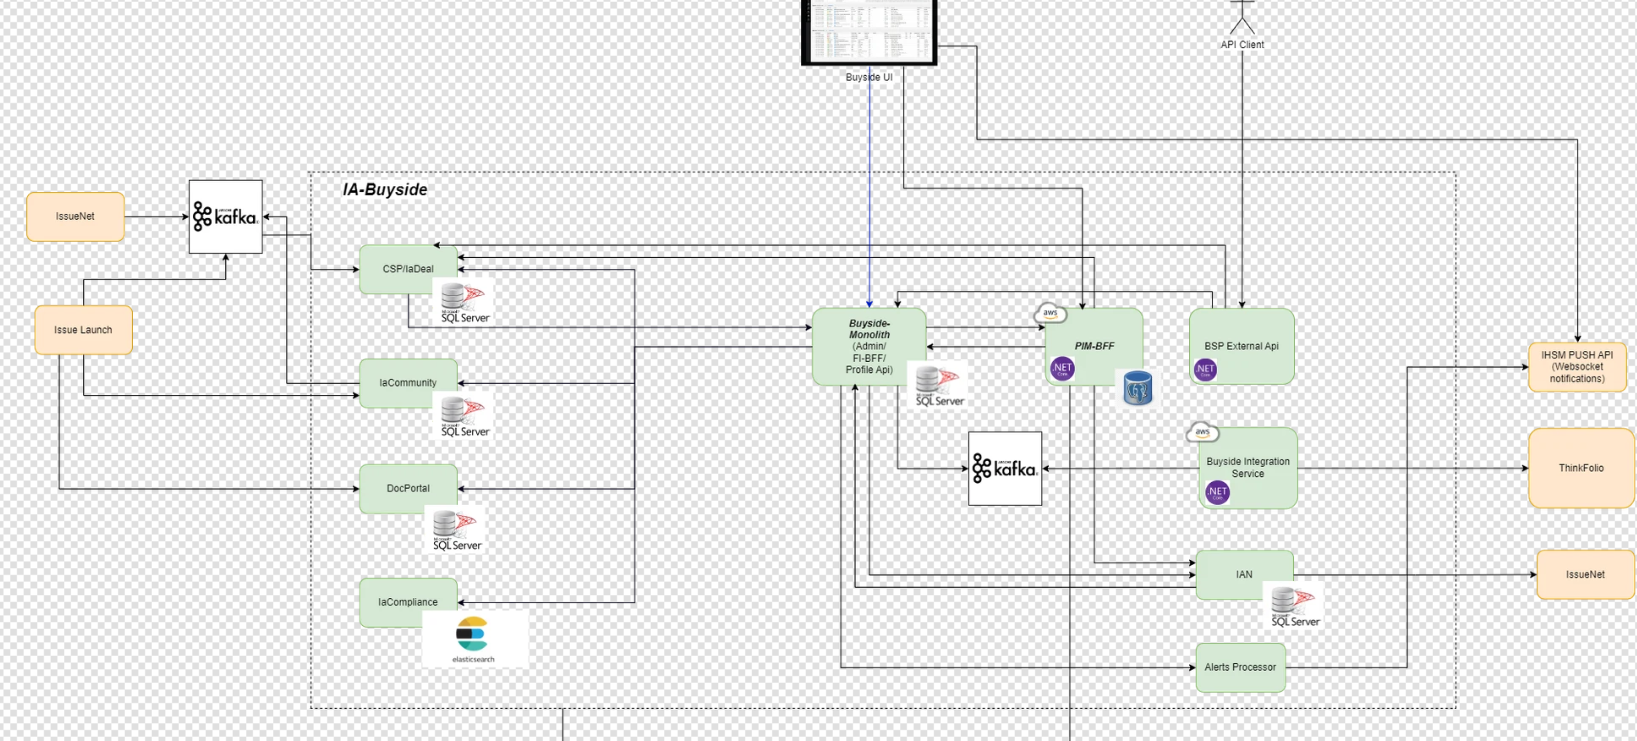 API Client
Buyside UI
IA-Buyside
IssueNet
kafka
CSP/IaDeal
SQL Server
Issue Launch
Buyside-
Monolith
(Admin/
FI-BFF/
Profile Api)
aws
PIM-BFF
.NET
Core
BSP External Api
.NET
Core
IHSM PUSH API
(Websocket
notifications)
IaCommunity
SQL Server
SQL Server
aws
kafka
Buyside Integration
Service
.NET
Core
ThinkFolio
DocPortal
SQL Server
IAN
SQL Server
IssueNet
IaCompliance
elasticsearch
Alerts Processor